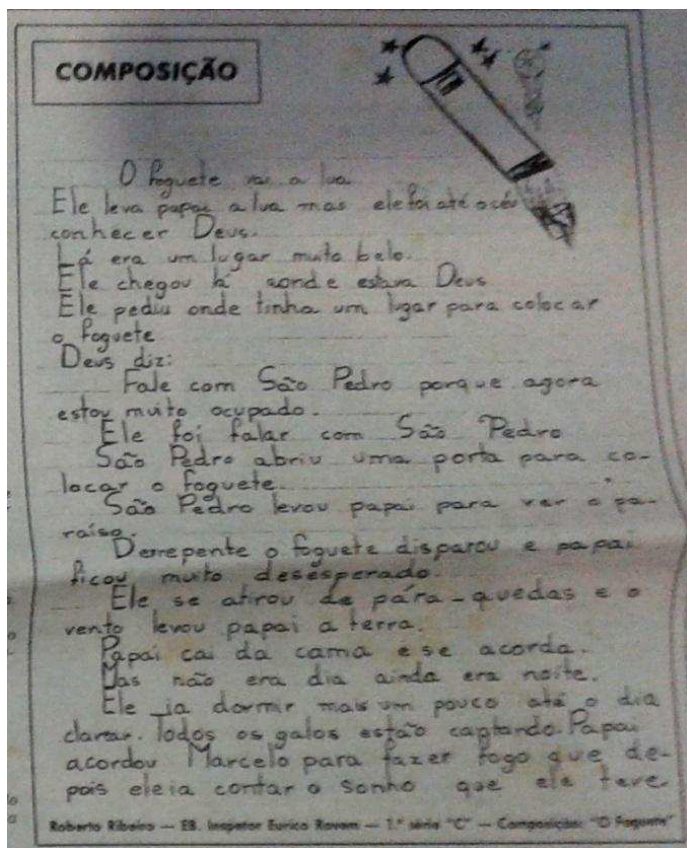 COMPOSIÇÃO
O foguete vai a lua
Ele leva papai a lua mas ele foi até o céu
conhecer Deus.
Lá era um lugar muito belo.
Ele chegou lá aonde estava Deus
Ele pediu onde tinha um lugar para colocar
o foguete
Deus diz:
Fale com São Pedro porque agora
estou muito ocupado.
Ele foi falar com São Pedro
São Pedro abriu uma porta para co-
locar o foguete.
São Pedro levou papai para ver o pa-
raíso.
Derrepente o foguete disparou e papai
ficou muito desesperado.
Ele se atirou de pára-quedas e o
vento levou papai a terra.
Papai cai da cama e se acorda.
Mas não era dia ainda era noite.
Ele ia dormir mais um pouco até o dia
clarear. Todos os galos estão cantando. Papai
acordou Marcelo para fazer fogo que de-
pois ele ia contar o sonho que ele teve
Roberto Ribeiro — EB. Inspetor Eurico Rovem — 1.ª série "C" — Composição: "O Foguete"